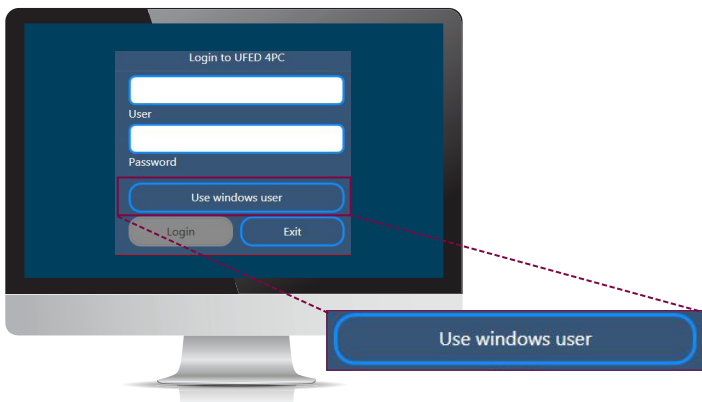 Login to UFED 4PC
User
Password
Use windows user
Login
Exit
Use windows user